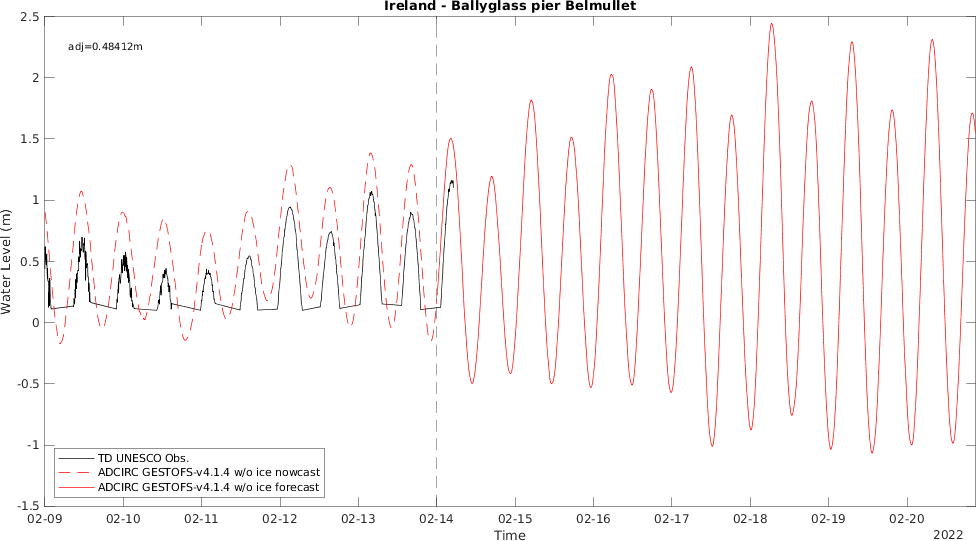 Ireland - Ballyglass pier Belmullet
adj=0.48412m
2.5
2
1.5
1
0.5
0
-0.5
-1
-1.5
Water Level (m)
TD UNESCO Obs.
ADCIRC GESTOFS-v4.1.4 w/o ice nowcast
ADCIRC GESTOFS-v4.1.4 w/o ice forecast
02-09 02-10 02-11 02-12 02-13 02-14 02-15 02-16 02-17 02-18 02-19 02-20
Time
2022